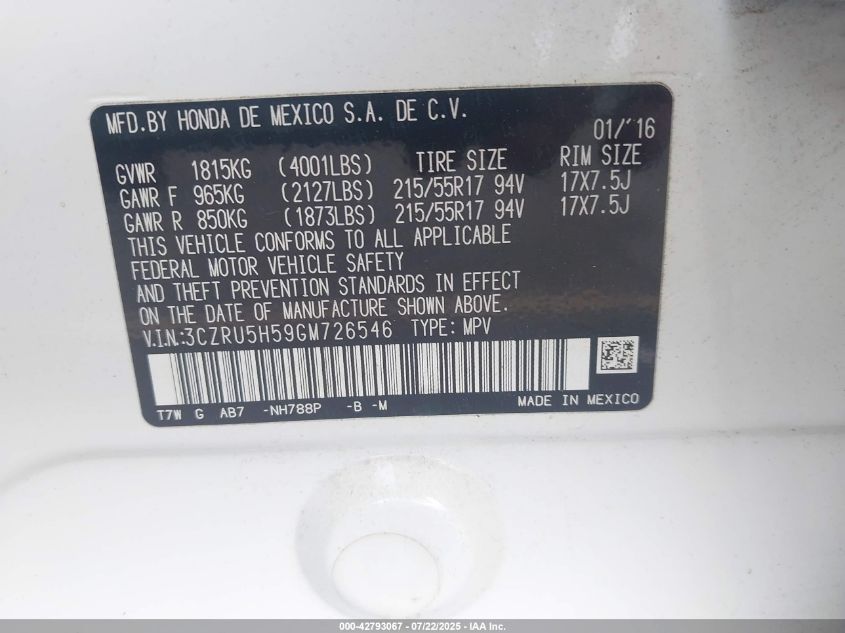 MFD.BY HONDA DE MEXICO S.A. DE C.V.
01/'16
GVWR 1815KG (4001LBS) TIRE SIZE RIM SIZE
GAWR F 965KG (2127LBS) 215/55R17 94V 17X7.5J
GAWR R 850KG (1873LBS) 215/55R17 94V 17X7.5J
THIS VEHICLE CONFORMS TO ALL APPLICABLE
FEDERAL MOTOR VEHICLE SAFETY
AND THEFT PREVENTION STANDARDS IN EFFECT
ON THE DATE OF MANUFACTURE SHOWN ABOVE.
V.IN:3CZRU5H59GM726546 TYPE: MPV
T7W G AB7 -NH788P -B -M MADE IN MEXICO
000-42793067 - 07/22/2025 - IAA Inc.